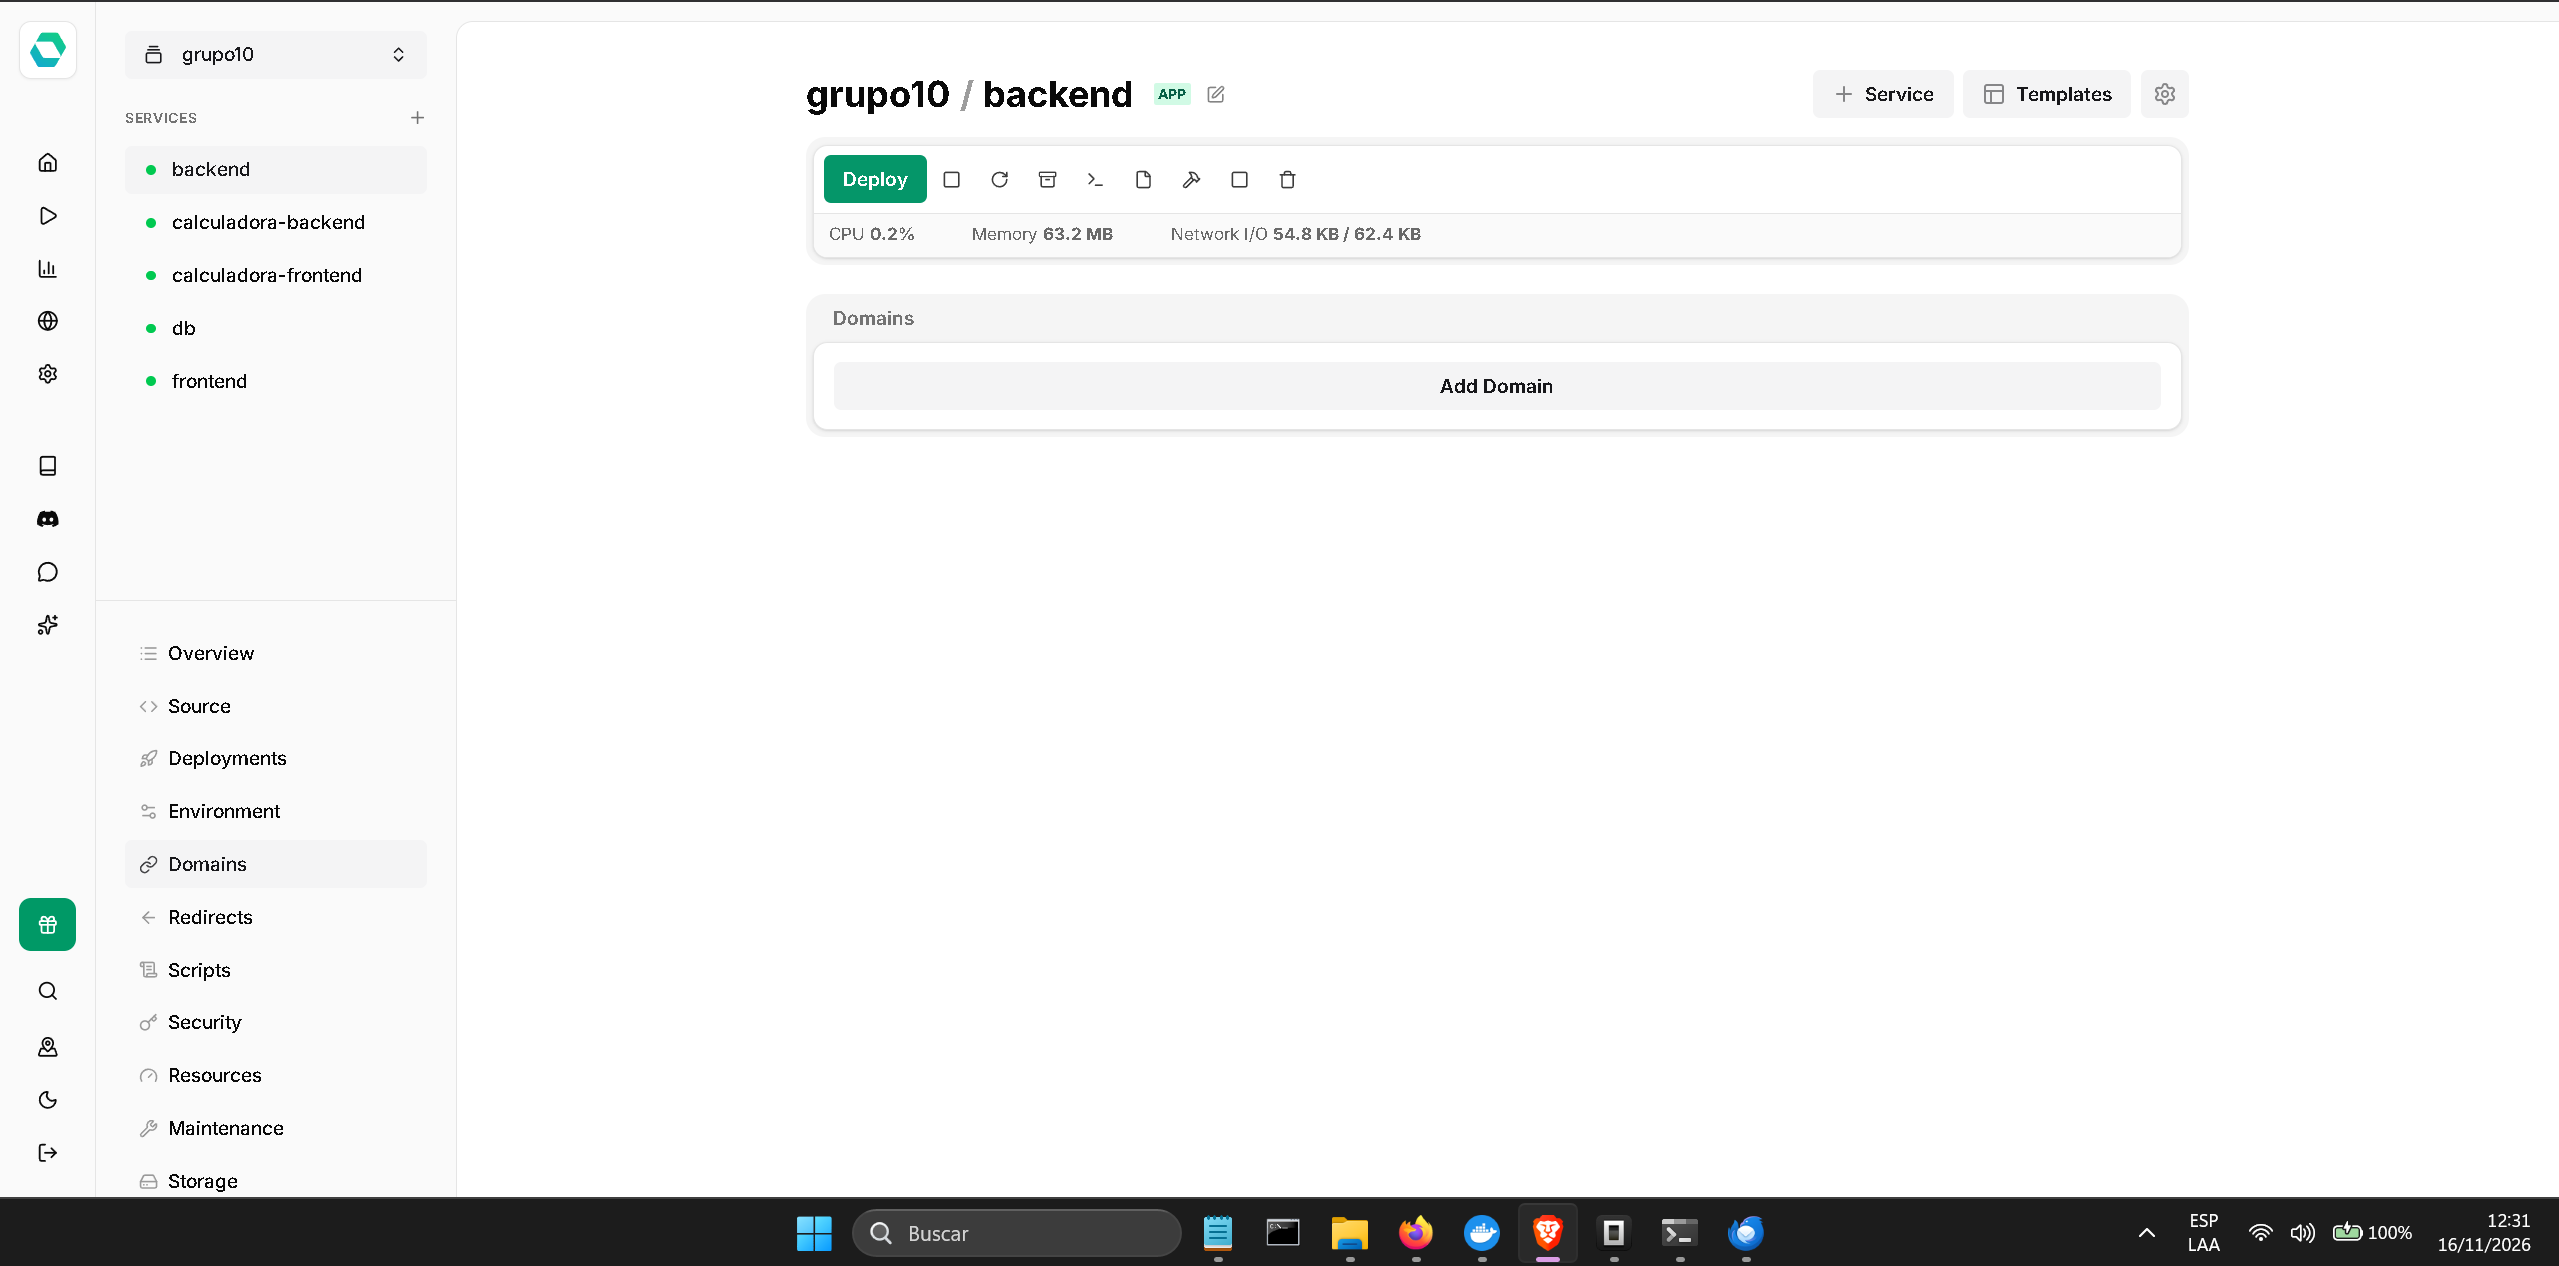 grupo10
SERVICES
backend
calculadora-backend
calculadora-frontend
db
frontend
Overview
Source
Deployments
Environment
Domains
Redirects
Scripts
Security
Resources
Maintenance
Storage
grupo10 / backend APP
Service
Templates
Deploy
CPU 0.2% Memory 63.2 MB Network I/O 54.8 KB / 62.4 KB
Domains
Add Domain
Buscar
ESP
LAA
100%
12:31
16/11/2026